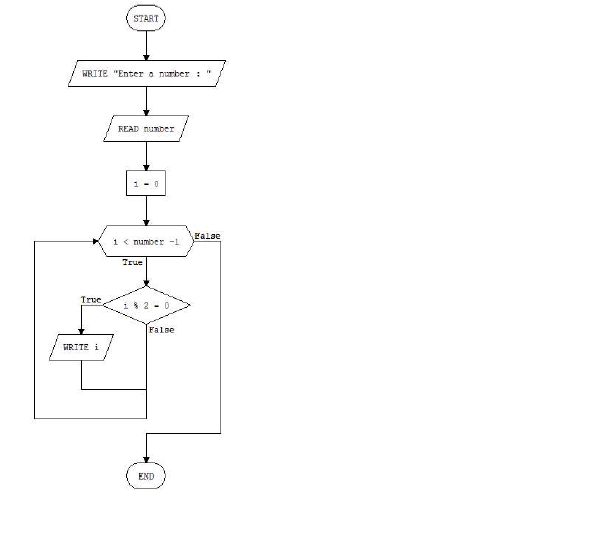 START
WRITE "Enter a number : "
READ number
i = 0
i < number -1
False
True
i % 2 = 0
True
False
WRITE i
END